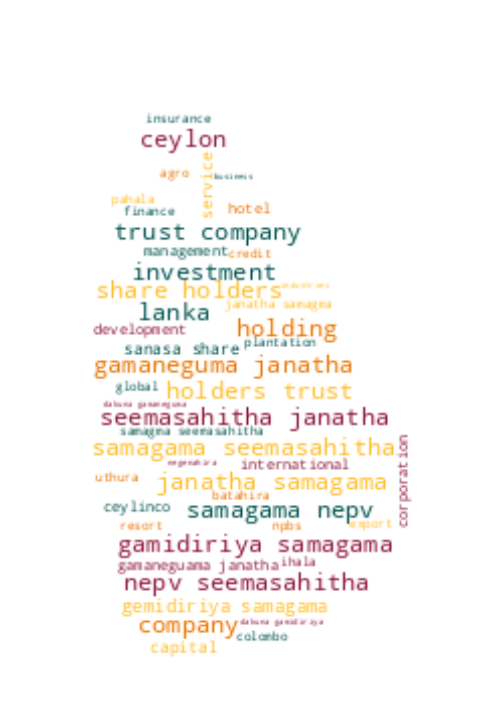 insurance
ceylon
service
agro
business
pahala
finance
hotel
trust company
management
credit
investment
share holders
janatha samagma
lanka
development
holding
plantation
sanasa share
gamaneguma janatha
global
holders trust
dakuna gamaneguma
seemasahitha janatha
samagma seemasahitha
samagama seemasahitha
corporation
negenahira
international
uthura
janatha samagama
batahira
ceylinco
samagama nepv
resort
npbs
export
gamidiriya samagama
gamaneguama janatha
ihala
nepv seemasahitha
gemidiriya samagama
company
dakuna gamidiriya
colombo
capital